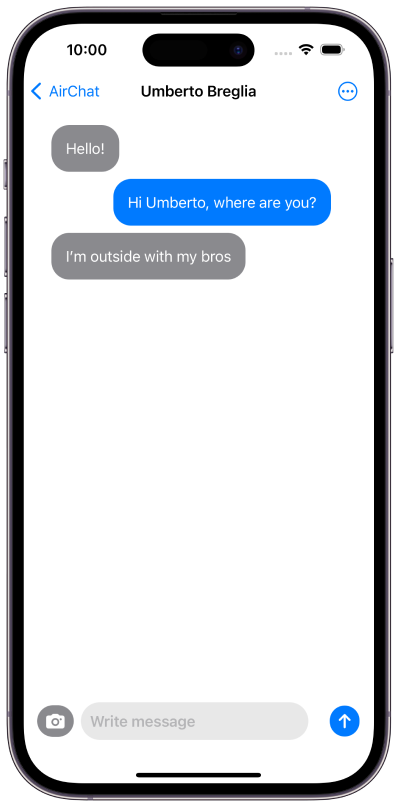 10:00
AirChat Umberto Breglia
Hello!
Hi Umberto, where are you?
I’m outside with my bros
Write message